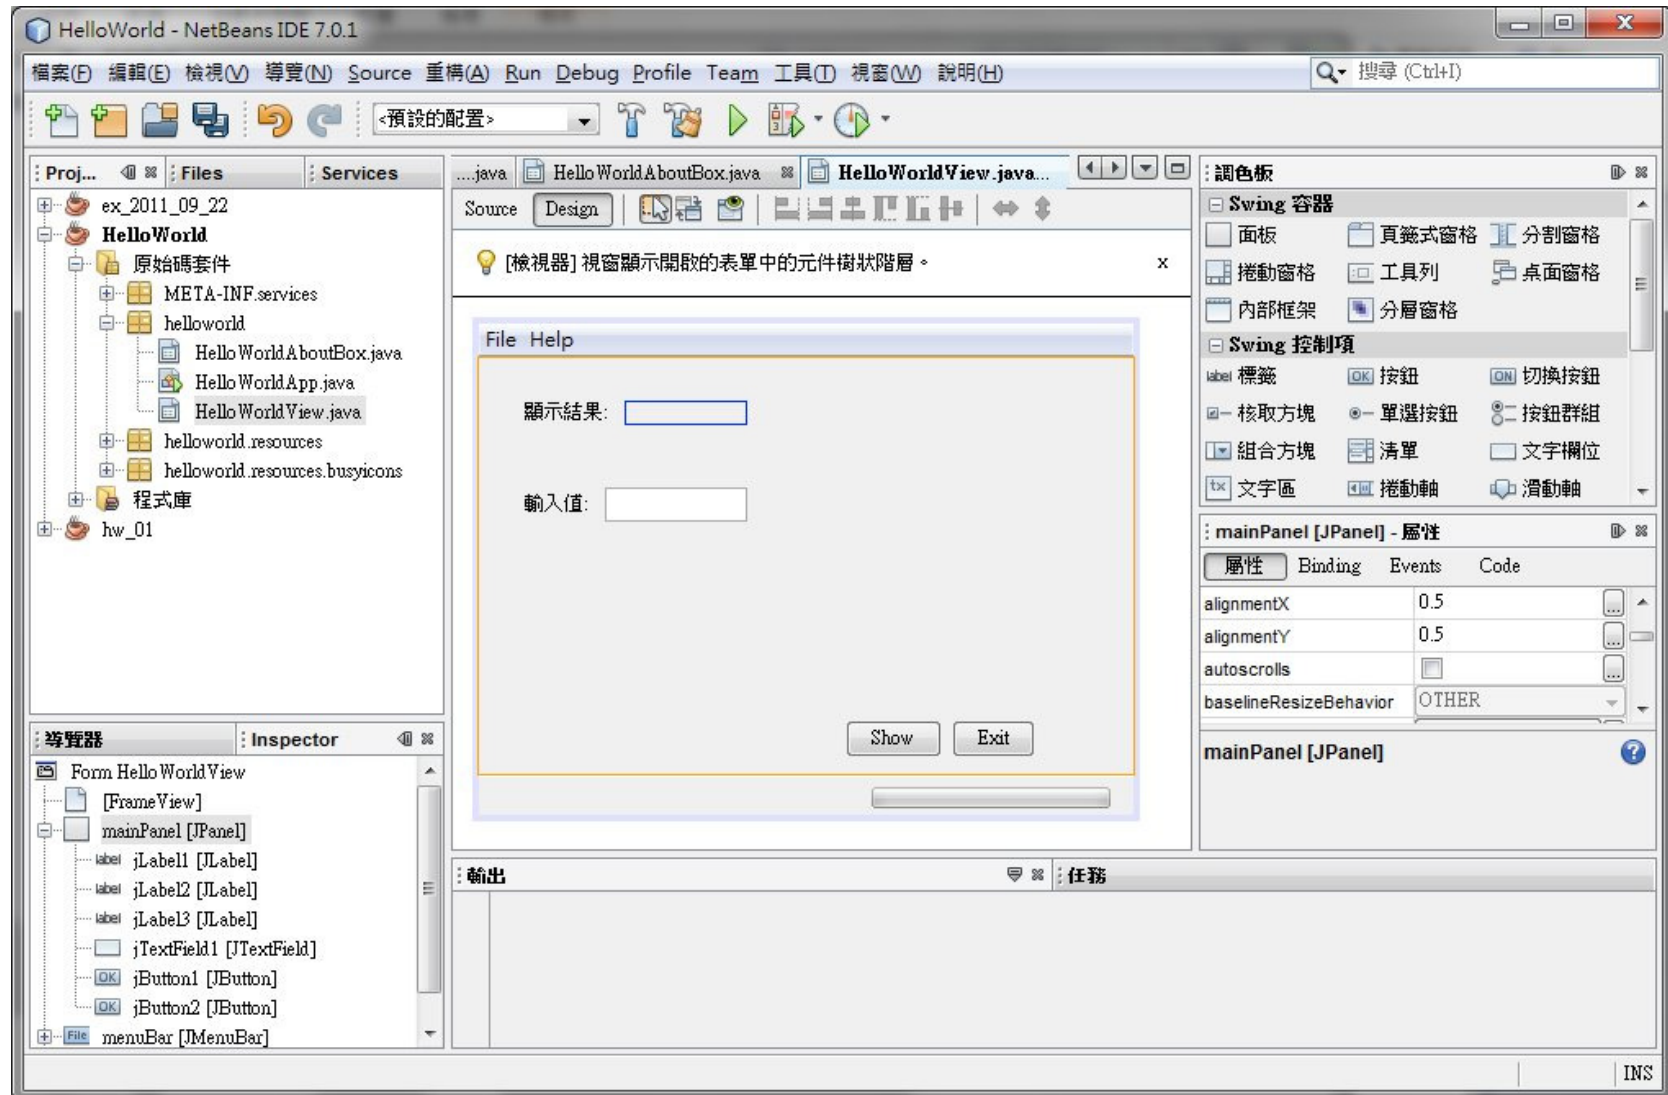 HelloWorld - NetBeans IDE 7.0.1
檔案(F) 編輯(E) 檢視(V) 導覽(N) Source 重構(A) Run Debug Profile Team 工具(T) 視窗(W) 說明(H)
搜尋 (Ctrl+I)
<預設的配置>
Proj... Files Services
ex_2011_09_22
HelloWorld
原始碼套件
META-INF.services
helloworld
HelloWorldAboutBox.java
HelloWorldApp.java
HelloWorldView.java
helloworld.resources
helloworld.resources.busyicons
程式庫
hw_01
導覽器 Inspector
Form HelloWorldView
[FrameView]
mainPanel [JPanel]
label jLabel1 [JLabel]
label jLabel2 [JLabel]
label jLabel3 [JLabel]
jTextField1 [JTextField]
OK jButton1 [JButton]
OK jButton2 [JButton]
File menuBar [JMenuBar]
....java HelloWorldAboutBox.java HelloWorldView.java...
Source Design
[檢視器] 視窗顯示開啟的表單中的元件樹狀階層。 x
File Help
顯示結果:
輸入值:
Show Exit
輸出 任務
調色板
Swing 容器
面板 頁籤式窗格 分割窗格
捲動窗格 工具列 桌面窗格
內部框架 分層窗格
Swing 控制項
label 標籤 OK 按鈕 ON 切換按鈕
核取方塊 單選按鈕 按鈕群組
組合方塊 清單 文字欄位
tx 文字區 捲動軸 滑動軸
mainPanel [JPanel] - 屬性
屬性 Binding Events Code
alignmentX 0.5 ...
alignmentY 0.5 ...
autoscrolls ...
baselineResizeBehavior OTHER
mainPanel [JPanel]
INS